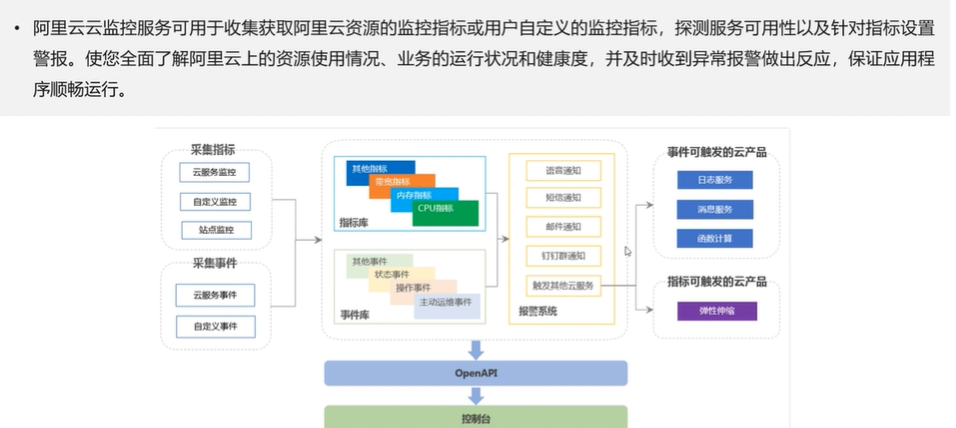 • 阿里云云监控服务可用于收集获取阿里云资源的监控指标或用户自定义的监控指标，探测服务可用性以及针对指标设置
警报。使您全面了解阿里云上的资源使用情况、业务的运行状况和健康度，并及时收到异常报警做出反应，保证应用程
序顺畅运行。
采集指标
云服务监控
自定义监控
站点监控
采集事件
云服务事件
自定义事件
其他指标
带宽指标
内存指标
CPU指标
指标库
其他事件
状态事件
操作事件
主动运维事件
事件库
语音通知
短信通知
邮件通知
钉钉群通知
触发其他云服务
报警系统
事件可触发的云产品
日志服务
消息服务
函数计算
指标可触发的云产品
弹性伸缩
OpenAPI
控制台